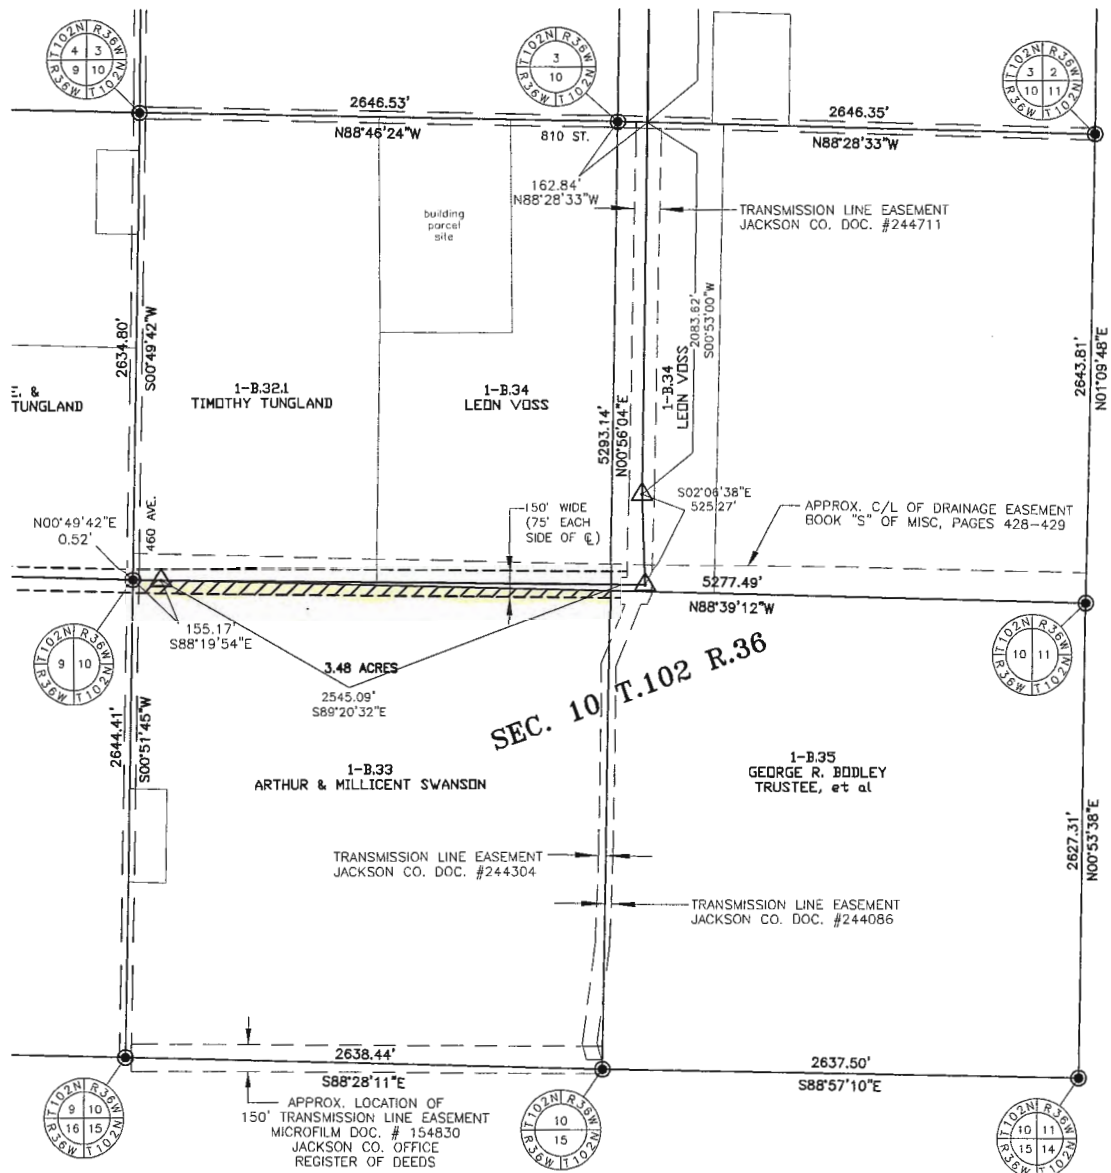 T102N R36W
4 3
9 10
R36W T102N
T102N R36W
3
10
R36W T102N
T102N R36W
3 2
10 11
R36W T102N
2646.53'
N88°46'24"W
810 ST.
2646.35'
N88°28'33"W
162.84'
N88°28'33"W
TRANSMISSION LINE EASEMENT
JACKSON CO. DOC. #244711
building
parcel
site
2634.80'
S00°49'42"W
2083.62'
S00°53'00"W
2643.81'
N01°09'48"E
E. &
TUNGLAND
1-B.32.1
TIMOTHY TUNGLAND
1-B.34
LEON VOSS
1-B.34
LEON VOSS
5293.14'
N00°56'04"E
N00°49'42"E
0.52'
460 AVE.
150' WIDE
(75' EACH
SIDE OF ℄)
S02°06'38"E
525.27'
APPROX. C/L OF DRAINAGE EASEMENT
BOOK "S" OF MISC, PAGES 428-429
5277.49'
N88°39'12"W
T102N R36W
9 10
R36W T102N
155.17'
S88°19'54"E
3.48 ACRES
2545.09'
S89°20'32"E
SEC. 10 T.102 R.36
T102N R36W
10 11
R36W T102N
2644.41'
S00°51'45"W
1-B.33
ARTHUR & MILLICENT SWANSON
1-B.35
GEORGE R. BODLEY
TRUSTEE, et al
2627.31'
N00°53'38"E
TRANSMISSION LINE EASEMENT
JACKSON CO. DOC. #244304
TRANSMISSION LINE EASEMENT
JACKSON CO. DOC. #244086
2638.44'
S88°28'11"E
2637.50'
S88°57'10"E
T102N R36W
9 10
16 15
R36W T102N
APPROX. LOCATION OF
150' TRANSMISSION LINE EASEMENT
MICROFILM DOC. # 154830
JACKSON CO. OFFICE
REGISTER OF DEEDS
T102N R36W
10
15
R36W T102N
T102N R36W
10 11
15 14
R36W T102N